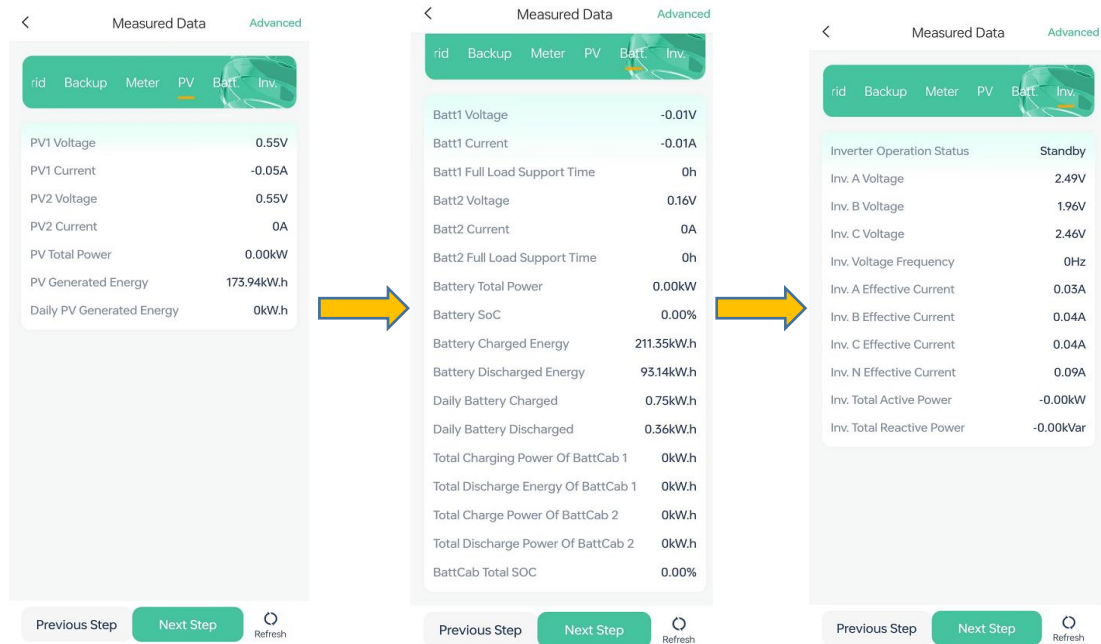 Measured Data Advanced
rid Backup Meter PV Batt. Inv.
PV1 Voltage 0.55V
PV1 Current -0.05A
PV2 Voltage 0.55V
PV2 Current 0A
PV Total Power 0.00kW
PV Generated Energy 173.94kW.h
Daily PV Generated Energy 0kW.h
Previous Step Next Step Refresh
Measured Data Advanced
rid Backup Meter PV Batt. Inv.
Batt1 Voltage -0.01V
Batt1 Current -0.01A
Batt1 Full Load Support Time 0h
Batt2 Voltage 0.16V
Batt2 Current 0A
Batt2 Full Load Support Time 0h
Battery Total Power 0.00kW
Battery SoC 0.00%
Battery Charged Energy 211.35kW.h
Battery Discharged Energy 93.14kW.h
Daily Battery Charged 0.75kW.h
Daily Battery Discharged 0.36kW.h
Total Charging Power Of BattCab 1 0kW.h
Total Discharge Energy Of BattCab 1 0kW.h
Total Charge Power Of BattCab 2 0kW.h
Total Discharge Power Of BattCab 2 0kW.h
BattCab Total SOC 0.00%
Previous Step Next Step Refresh
Measured Data Advanced
rid Backup Meter PV Batt. Inv.
Inverter Operation Status Standby
Inv. A Voltage 2.49V
Inv. B Voltage 1.96V
Inv. C Voltage 2.46V
Inv. Voltage Frequency 0Hz
Inv. A Effective Current 0.03A
Inv. B Effective Current 0.04A
Inv. C Effective Current 0.04A
Inv. N Effective Current 0.09A
Inv. Total Active Power -0.00kW
Inv. Total Reactive Power -0.00kVar
Previous Step Next Step Refresh